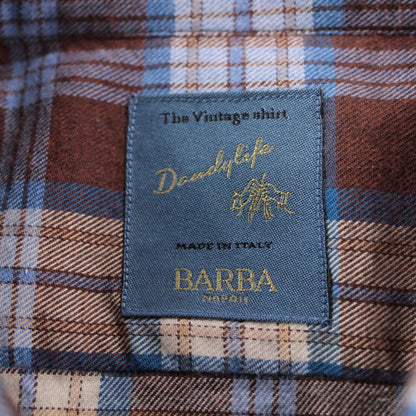 The Vintage shirt
Dandylife
MADE IN ITALY
BARBA
NAPOLI